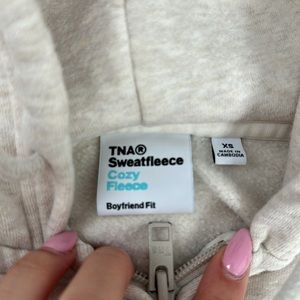 TNA®
Sweatfleece
Cozy
Fleece
Boyfriend Fit
XS
MADE IN
CAMBODIA